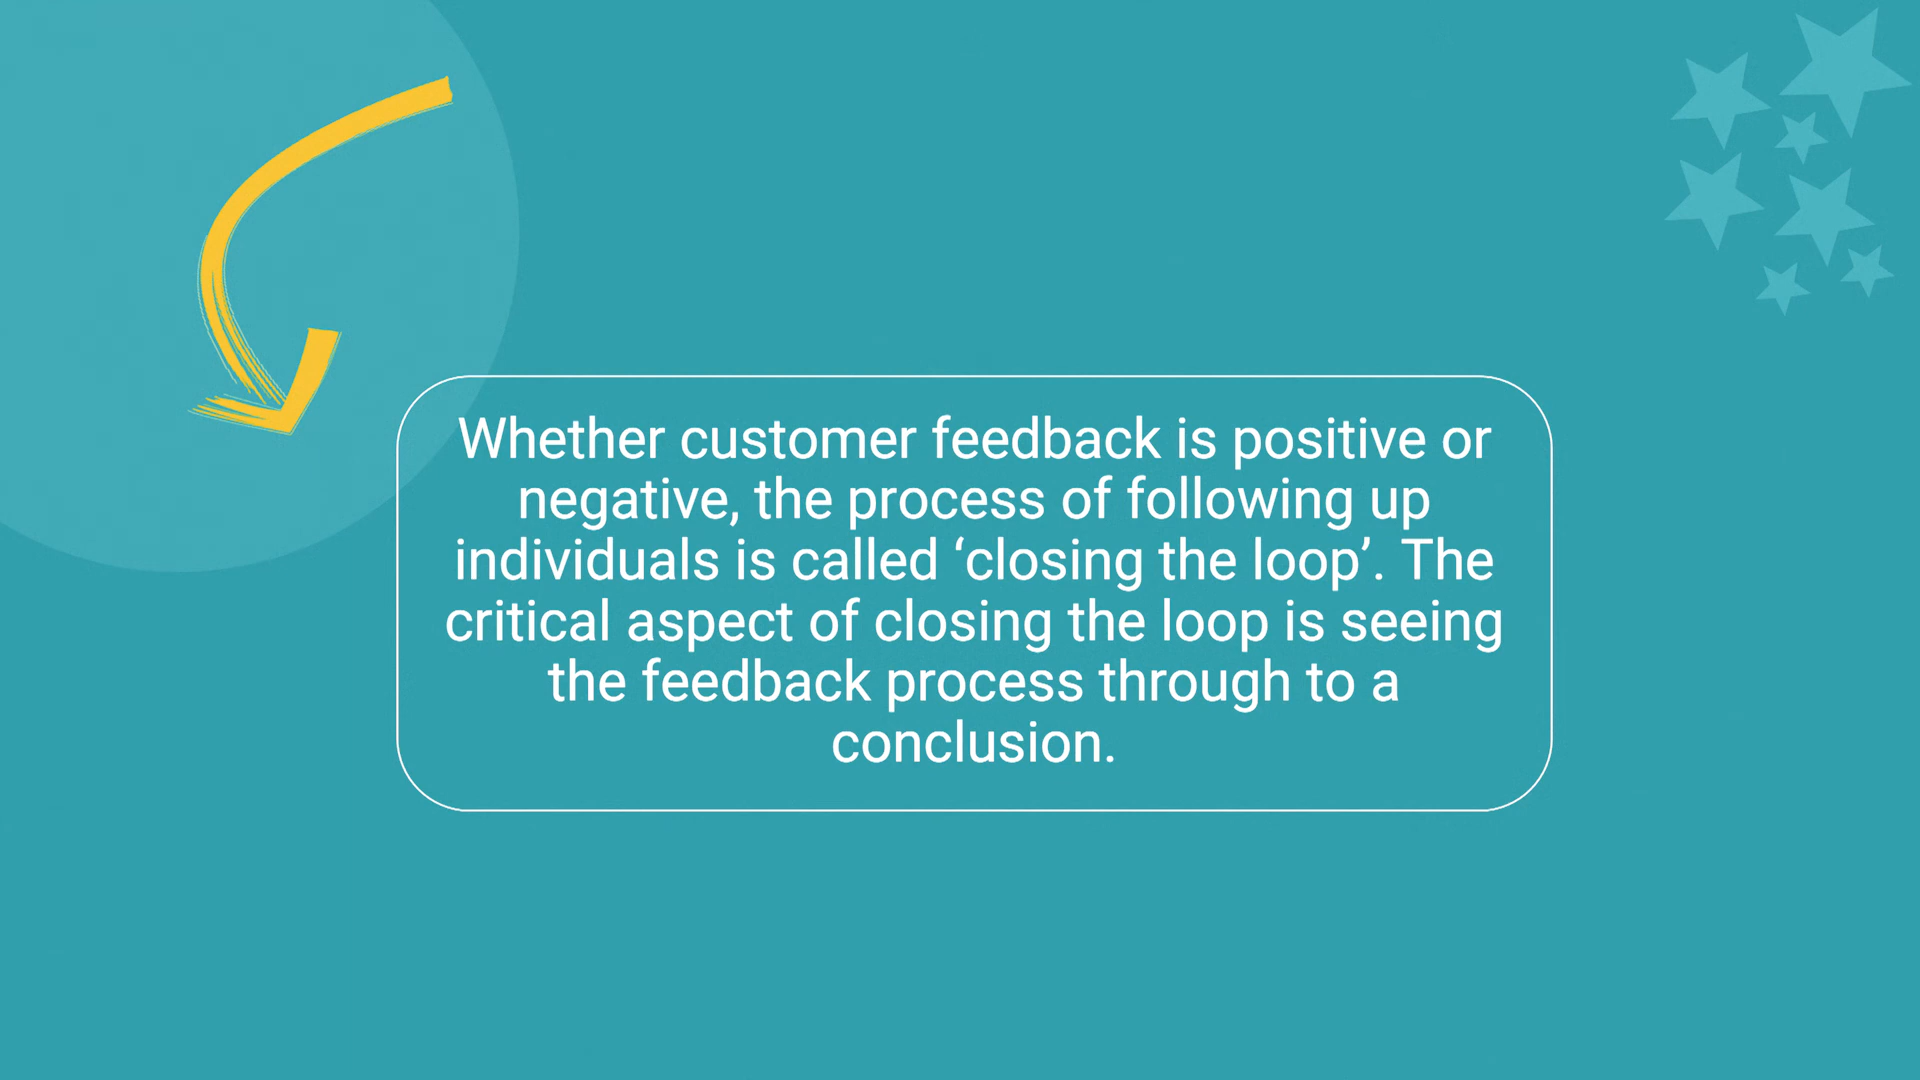 Whether customer feedback is positive or
negative, the process of following up
individuals is called ‘closing the loop’. The
critical aspect of closing the loop is seeing
the feedback process through to a
conclusion.